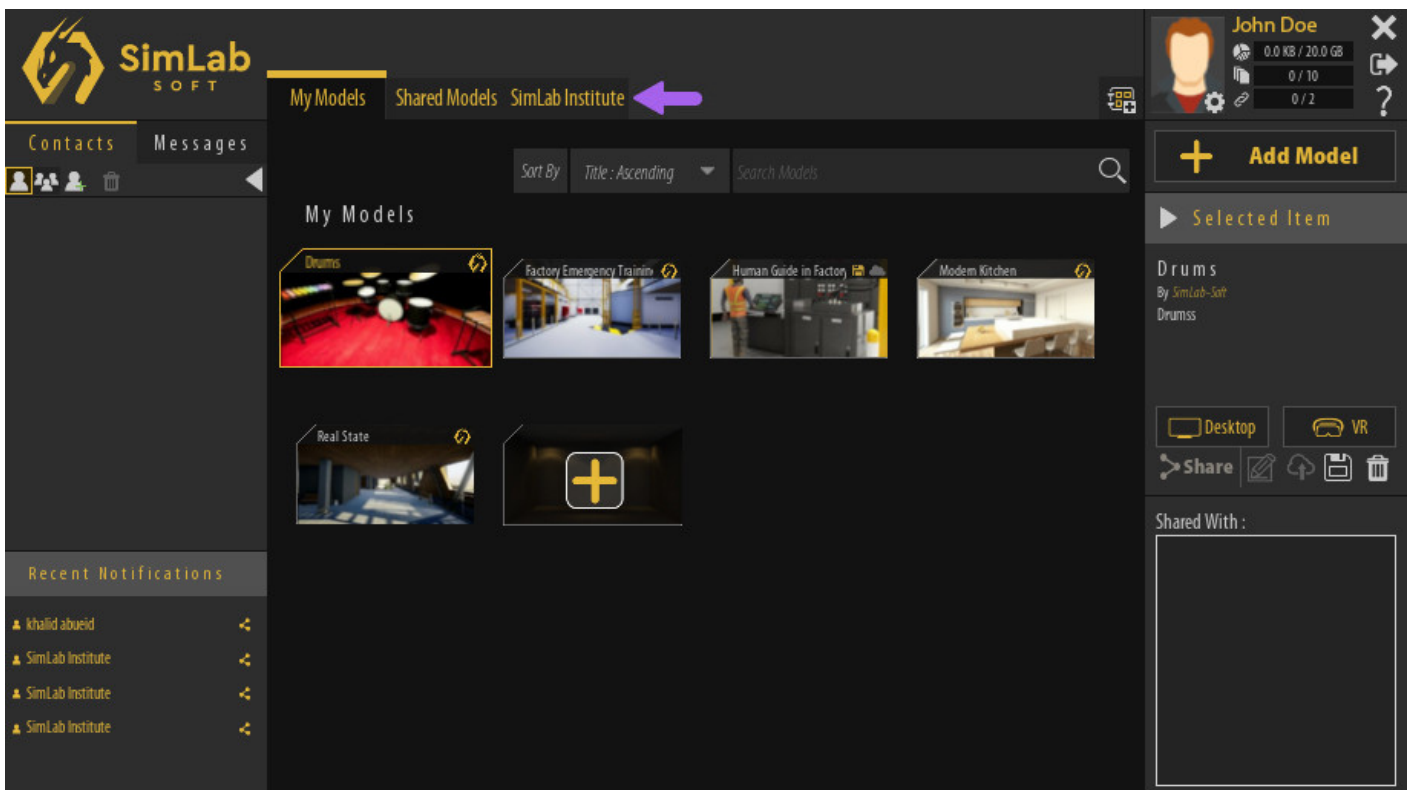 SimLab
SOFT
My Models
Shared Models
SimLab Institute
John Doe
0.0 KB / 20.0 GB
0 / 10
0 / 2
?
Contacts
Messages
Sort By
Title : Ascending
Search Models
Add Model
My Models
Selected Item
Drums
Factory Emergency Trainin
Human Guide in Factory
Modern Kitchen
Drums
By SimLab-Soft
Drumss
Real State
Desktop
VR
Share
Shared With :
Recent Notifications
khalid abueid
SimLab Institute
SimLab Institute
SimLab Institute